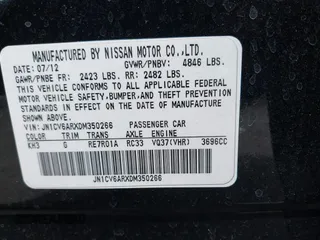 MANUFACTURED BY NISSAN MOTOR CO.,LTD.
DATE: 07/12 GVWR/PNBV: 4846 LBS.
GAWR/PNBE FR: 2423 LBS. RR: 2482 LBS.
THIS VEHICLE CONFORMS TO ALL APPLICABLE
FEDERAL MOTOR VEHICLE SAFETY,BUMPER,AND THEFT PREVENTION
STANDARDS IN EFFECT ON THE DATE OF MANUFACTURE
SHOWN ABOVE.
VIN: JN1CV6ARXDM350266 PASSENGER CAR
COLOR TRIM TRANS AXLE ENGINE
KH3 G RE7R01A RC33 VQ37(VHR) 3696CC
JN1CV6ARXDM350266